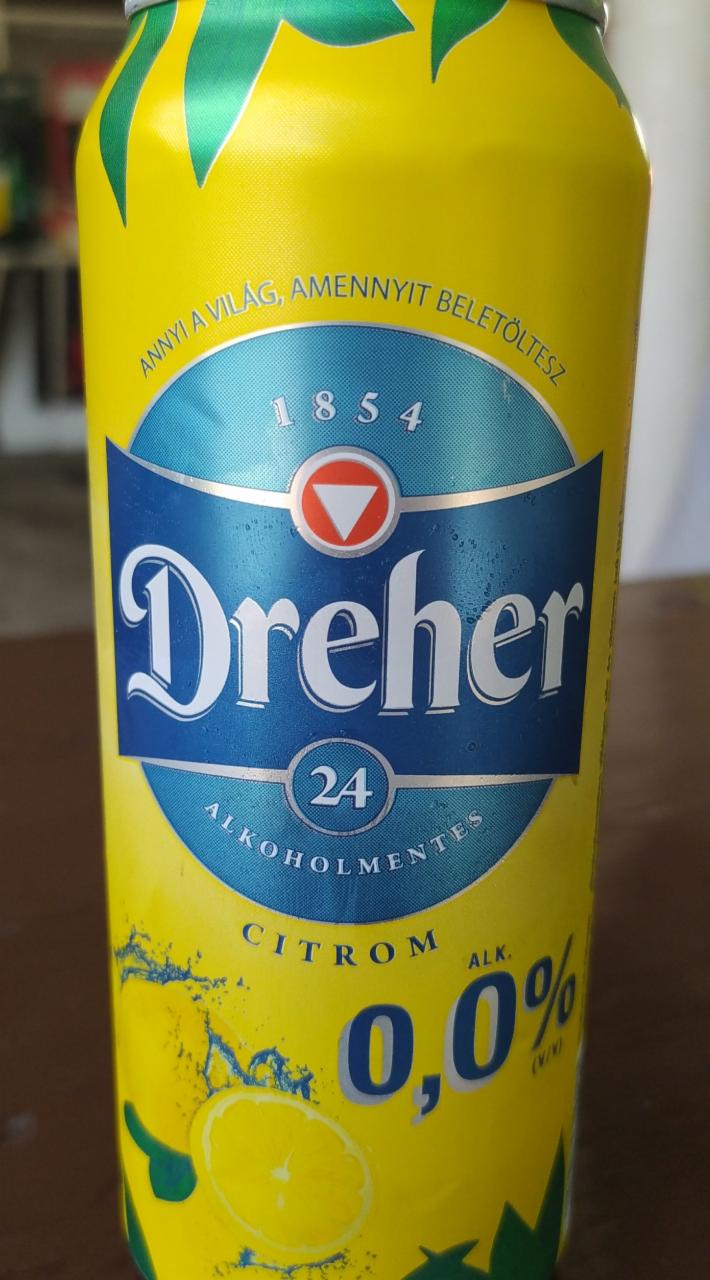 ANNYI A VILÁG, AMENNYIT BELETÖLTESZ
1854
Dreher
24
ALKOHOLMENTES
CITROM
ALK.
0,0%
(V/V)